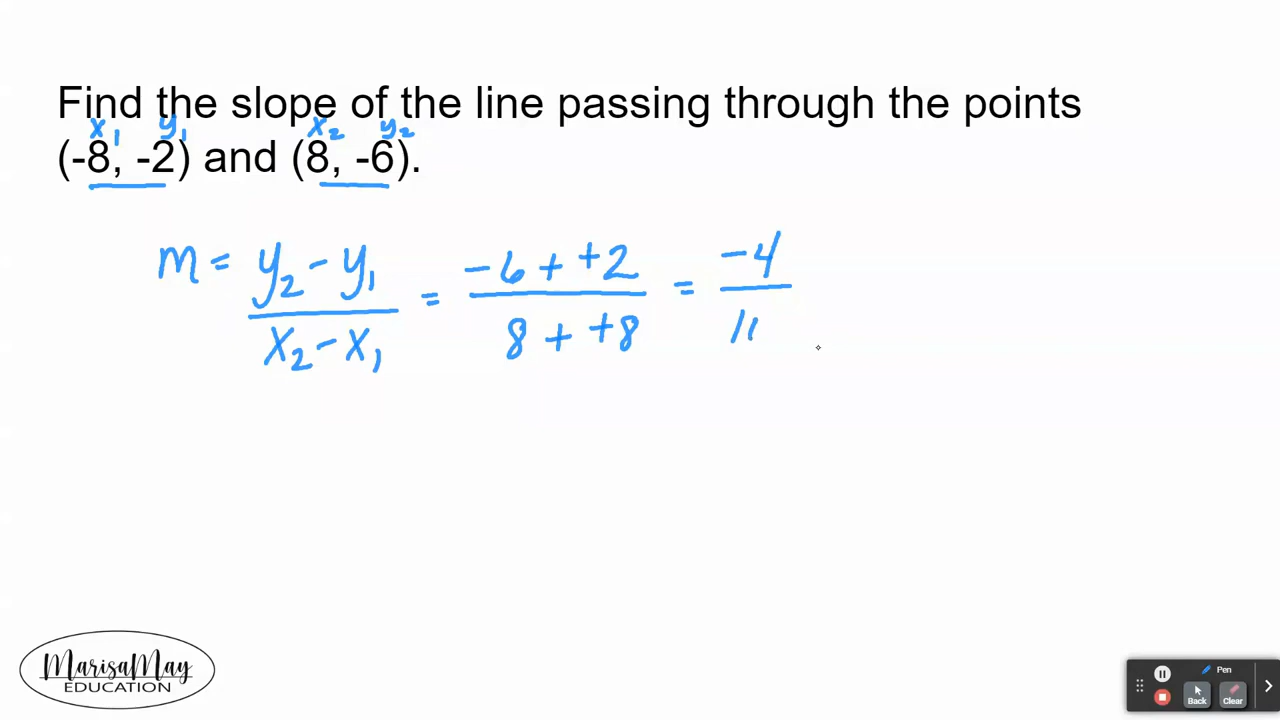 Find the slope of the line passing through the points
x₁ y₁ x₂ y₂
(-8, -2) and (8, -6).
m = y₂ - y₁ / x₂ - x₁ = -6 + +2 / 8 + +8 = -4 / 11
MarisaMay
EDUCATION
Pen
Back Clear